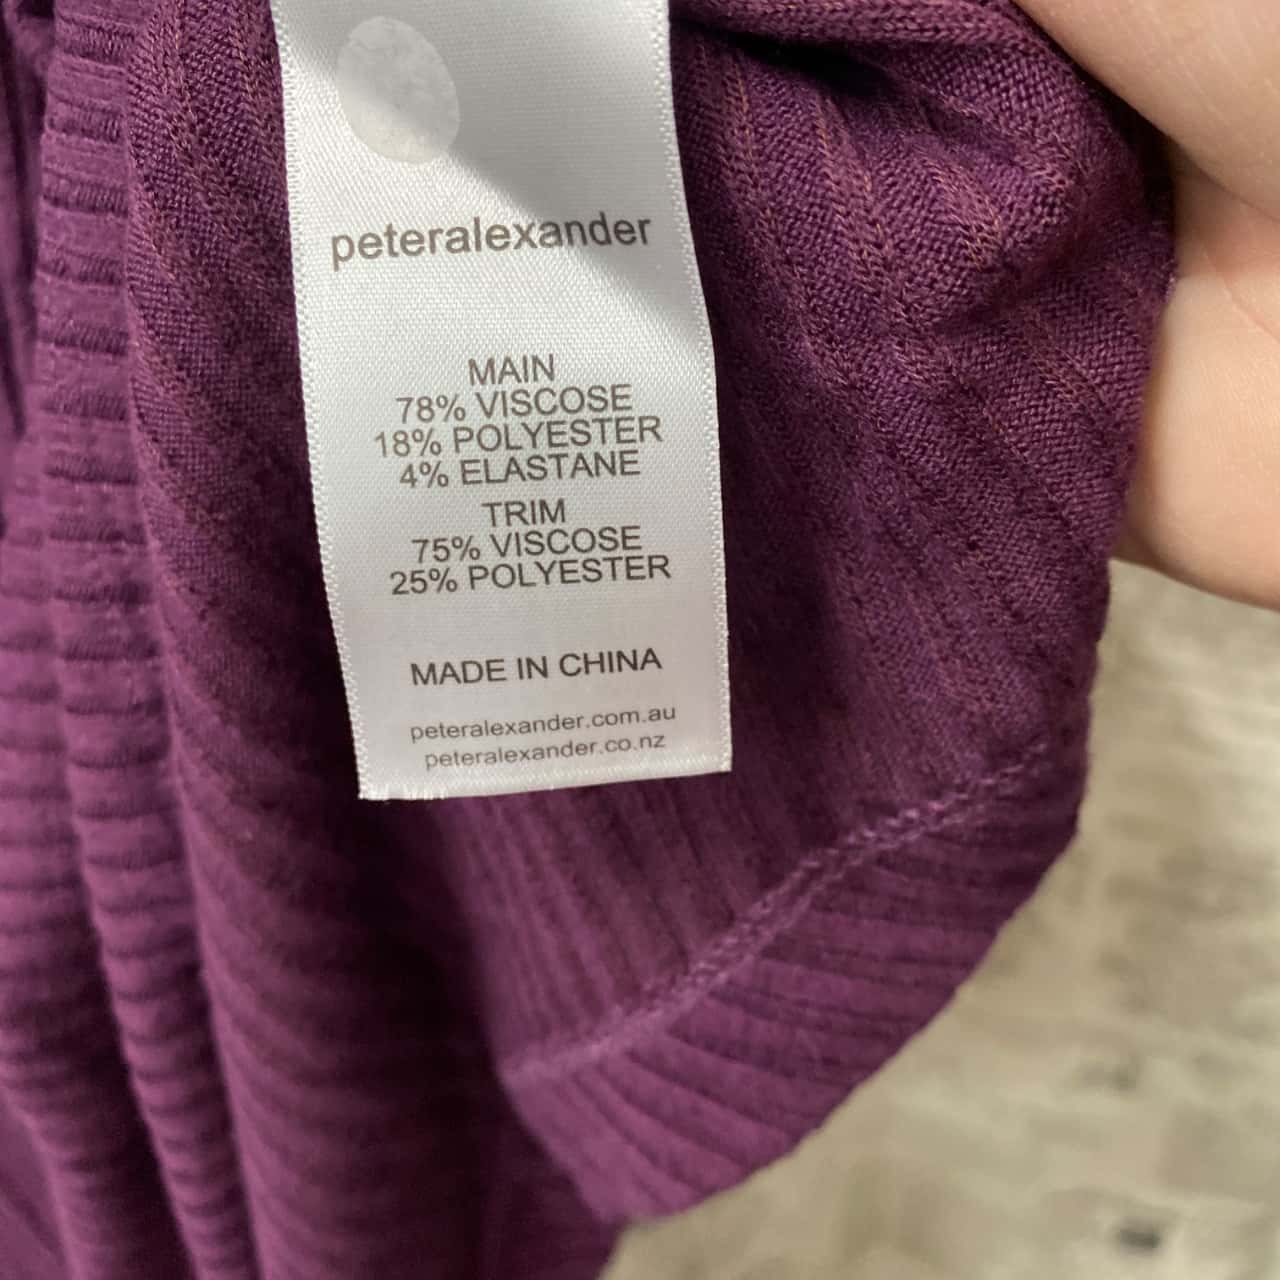 peteralexander
MAIN
78% VISCOSE
18% POLYESTER
4% ELASTANE
TRIM
75% VISCOSE
25% POLYESTER
MADE IN CHINA
peteralexander.com.au
peteralexander.co.nz